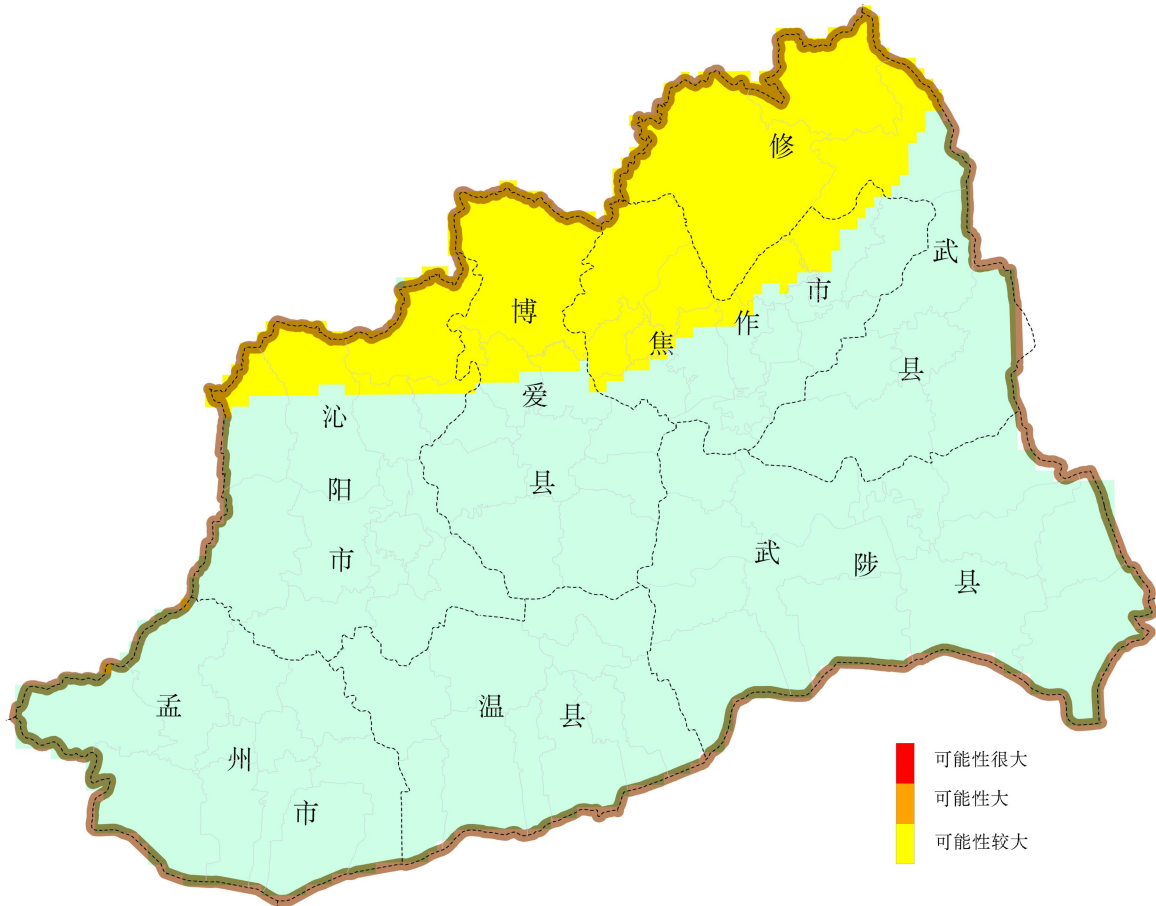 修
武
县
博
爱
县
焦作市
沁
阳
市
武陟县
孟
州
市
温县
可能性很大
可能性大
可能性较大